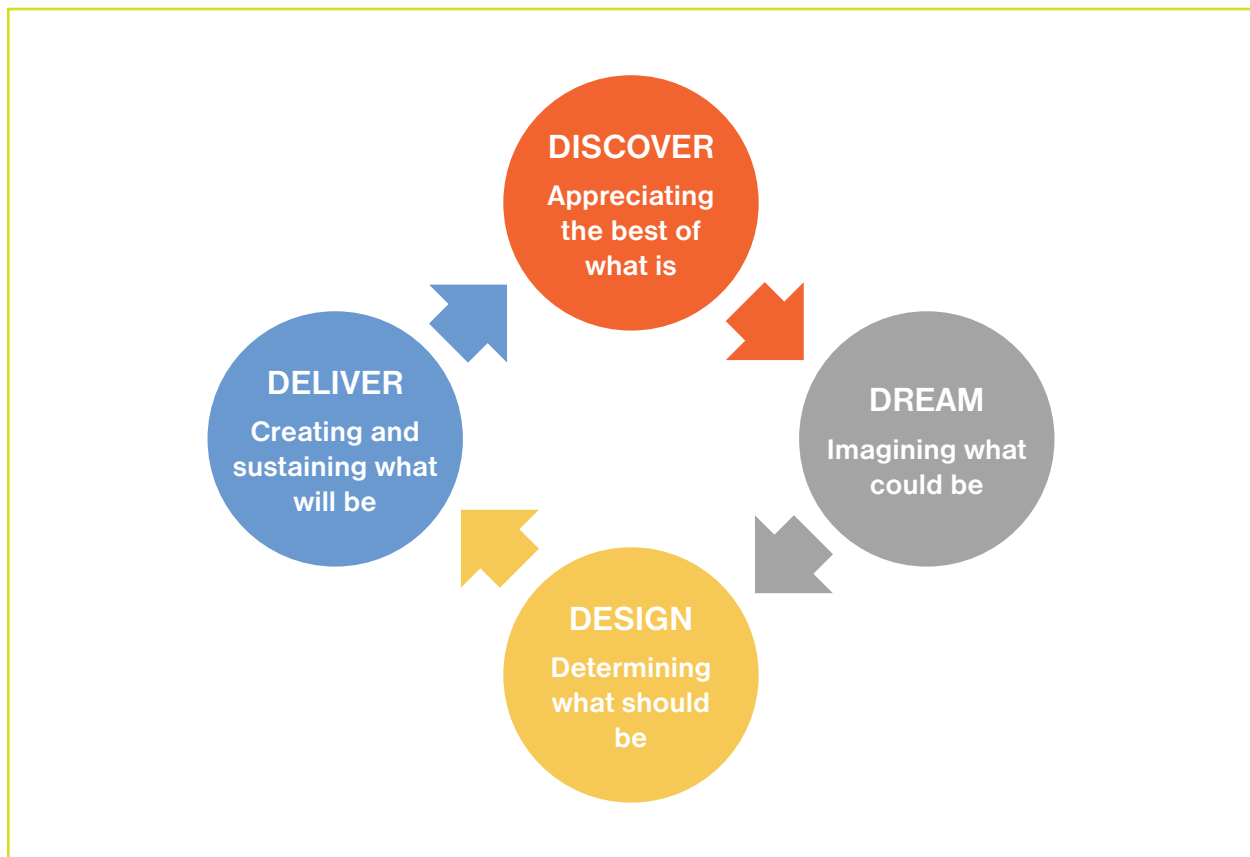 DISCOVER
Appreciating
the best of
what is
DREAM
Imagining what
could be
DESIGN
Determining
what should
be
DELIVER
Creating and
sustaining what
will be